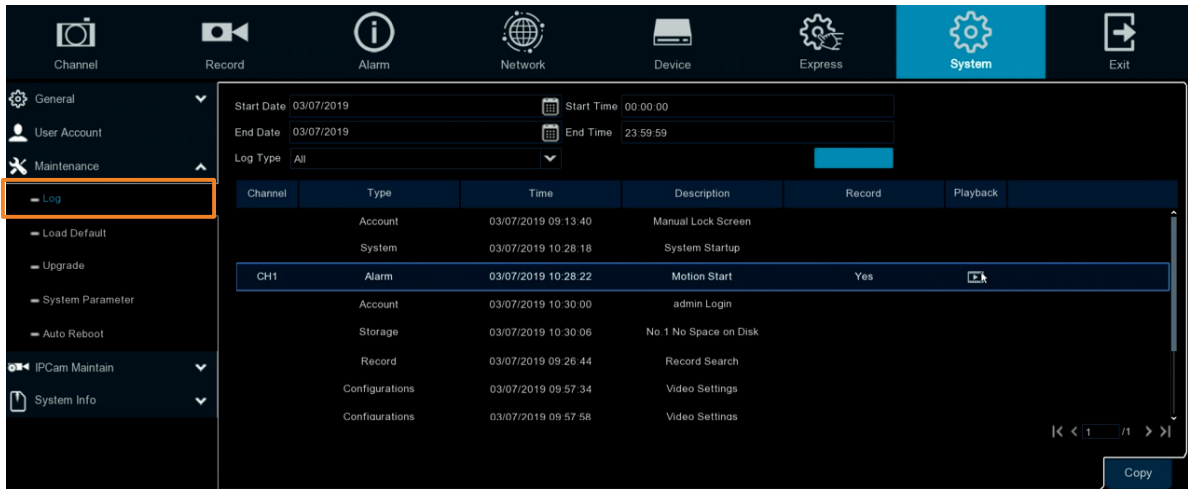 Channel Record Alarm Network Device Express System Exit
General
User Account
Maintenance
Log
Load Default
Upgrade
System Parameter
Auto Reboot
IPCam Maintain
System Info
Start Date 03/07/2019 Start Time 00:00:00
End Date 03/07/2019 End Time 23:59:59
Log Type All
Channel Type Time Description Record Playback
Account 03/07/2019 09:13:40 Manual Lock Screen
System 03/07/2019 10:28:18 System Startup
CH1 Alarm 03/07/2019 10:28:22 Motion Start Yes
Account 03/07/2019 10:30:00 admin Login
Storage 03/07/2019 10:30:06 No.1 No Space on Disk
Record 03/07/2019 09:26:44 Record Search
Configurations 03/07/2019 09:57:34 Video Settings
Configurations 03/07/2019 09:57:58 Video Settings
1 /1
Copy